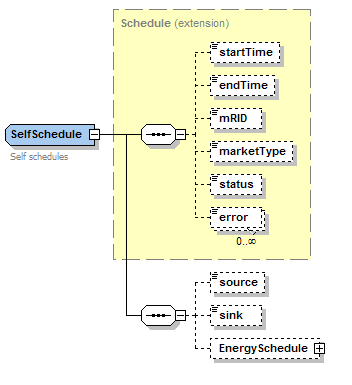 Schedule (extension)
startTime
endTime
mRID
marketType
status
error
0..∞
SelfSchedule
Self schedules
source
sink
EnergySchedule